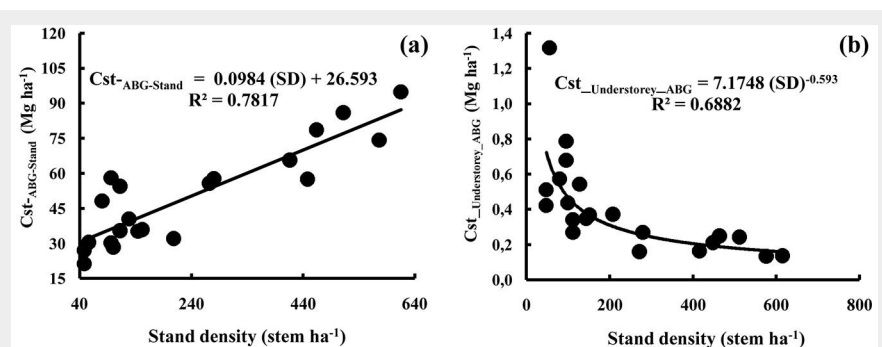 (a)
Cst-ABG-Stand = 0.0984 (SD) + 26.593
R² = 0.7817
Cst-ABG-Stand (Mg ha-1)
120
105
90
75
60
45
30
15
40
240
440
640
Stand density (stem ha-1)
(b)
Cst_Understorey_ABG = 7.1748 (SD)-0.593
R² = 0.6882
Cst_Understorey_ABG (Mg ha-1)
1,4
1,2
1,0
0,8
0,6
0,4
0,2
0,0
0
200
400
600
800
Stand density (stem ha-1)